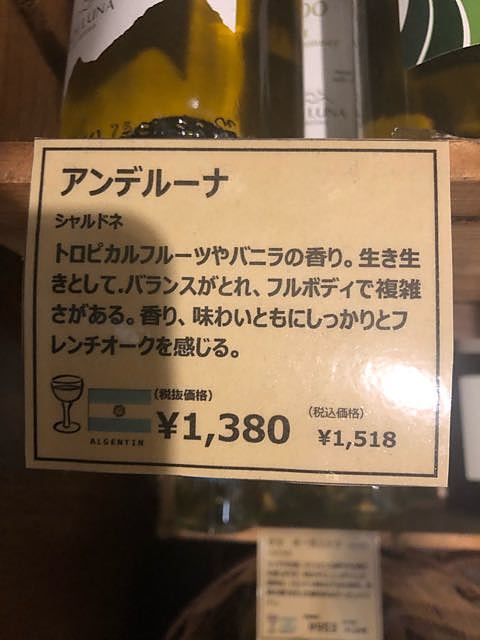 LUNA
LUNA
アンデルーナ
シャルドネ
トロピカルフルーツやバニラの香り。生き生
きとして.バランスがとれ、フルボディで複雑
さがある。香り、味わいともにしっかりとフ
レンチオークを感じる。
(税抜価格)
¥1,380
(税込価格)
¥1,518
ALGENTIN